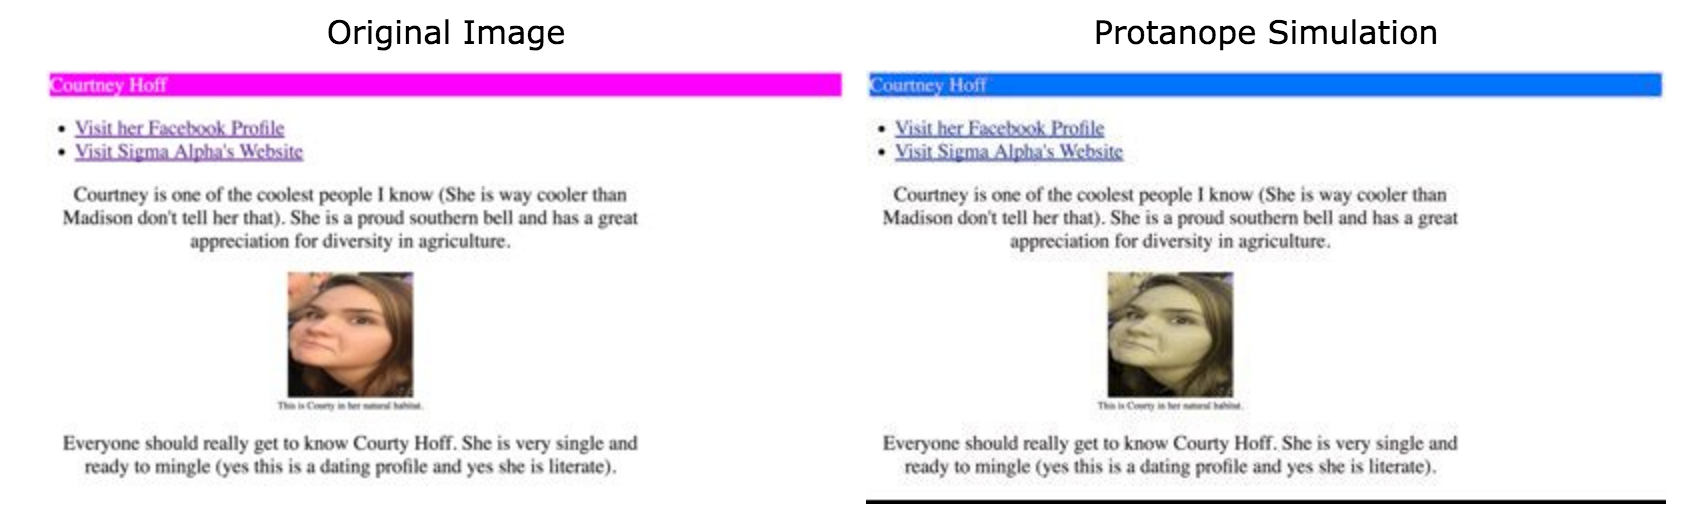 Original Image
Protanope Simulation
Courtney Hoff
Visit her Facebook Profile
Visit Sigma Alpha's Website
Courtney is one of the coolest people I know (She is way cooler than
Madison don't tell her that). She is a proud southern bell and has a great
appreciation for diversity in agriculture.
This is Courty in her natural habitat.
Everyone should really get to know Courty Hoff. She is very single and
ready to mingle (yes this is a dating profile and yes she is literate).
Courtney Hoff
Visit her Facebook Profile
Visit Sigma Alpha's Website
Courtney is one of the coolest people I know (She is way cooler than
Madison don't tell her that). She is a proud southern bell and has a great
appreciation for diversity in agriculture.
This is Courty in her natural habitat.
Everyone should really get to know Courty Hoff. She is very single and
ready to mingle (yes this is a dating profile and yes she is literate).